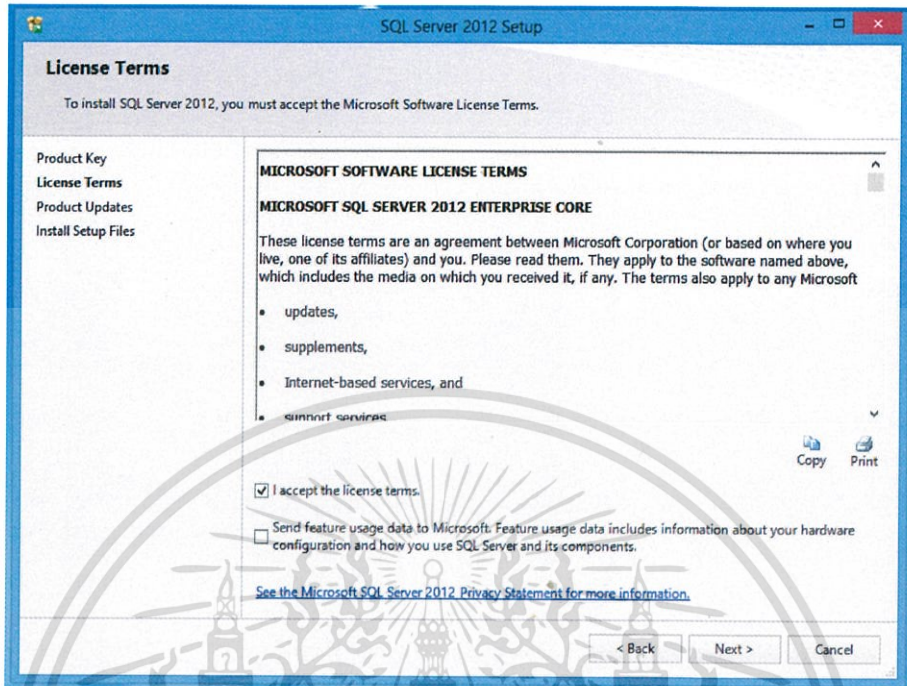 SQL Server 2012 Setup
License Terms
To install SQL Server 2012, you must accept the Microsoft Software License Terms.
Product Key
License Terms
Product Updates
Install Setup Files
MICROSOFT SOFTWARE LICENSE TERMS
MICROSOFT SQL SERVER 2012 ENTERPRISE CORE
These license terms are an agreement between Microsoft Corporation (or based on where you
live, one of its affiliates) and you. Please read them. They apply to the software named above,
which includes the media on which you received it, if any. The terms also apply to any Microsoft
• updates,
• supplements,
• Internet-based services, and
• support services
Copy Print
I accept the license terms.
Send feature usage data to Microsoft. Feature usage data includes information about your hardware
configuration and how you use SQL Server and its components.
See the Microsoft SQL Server 2012 Privacy Statement for more information.
< Back Next > Cancel